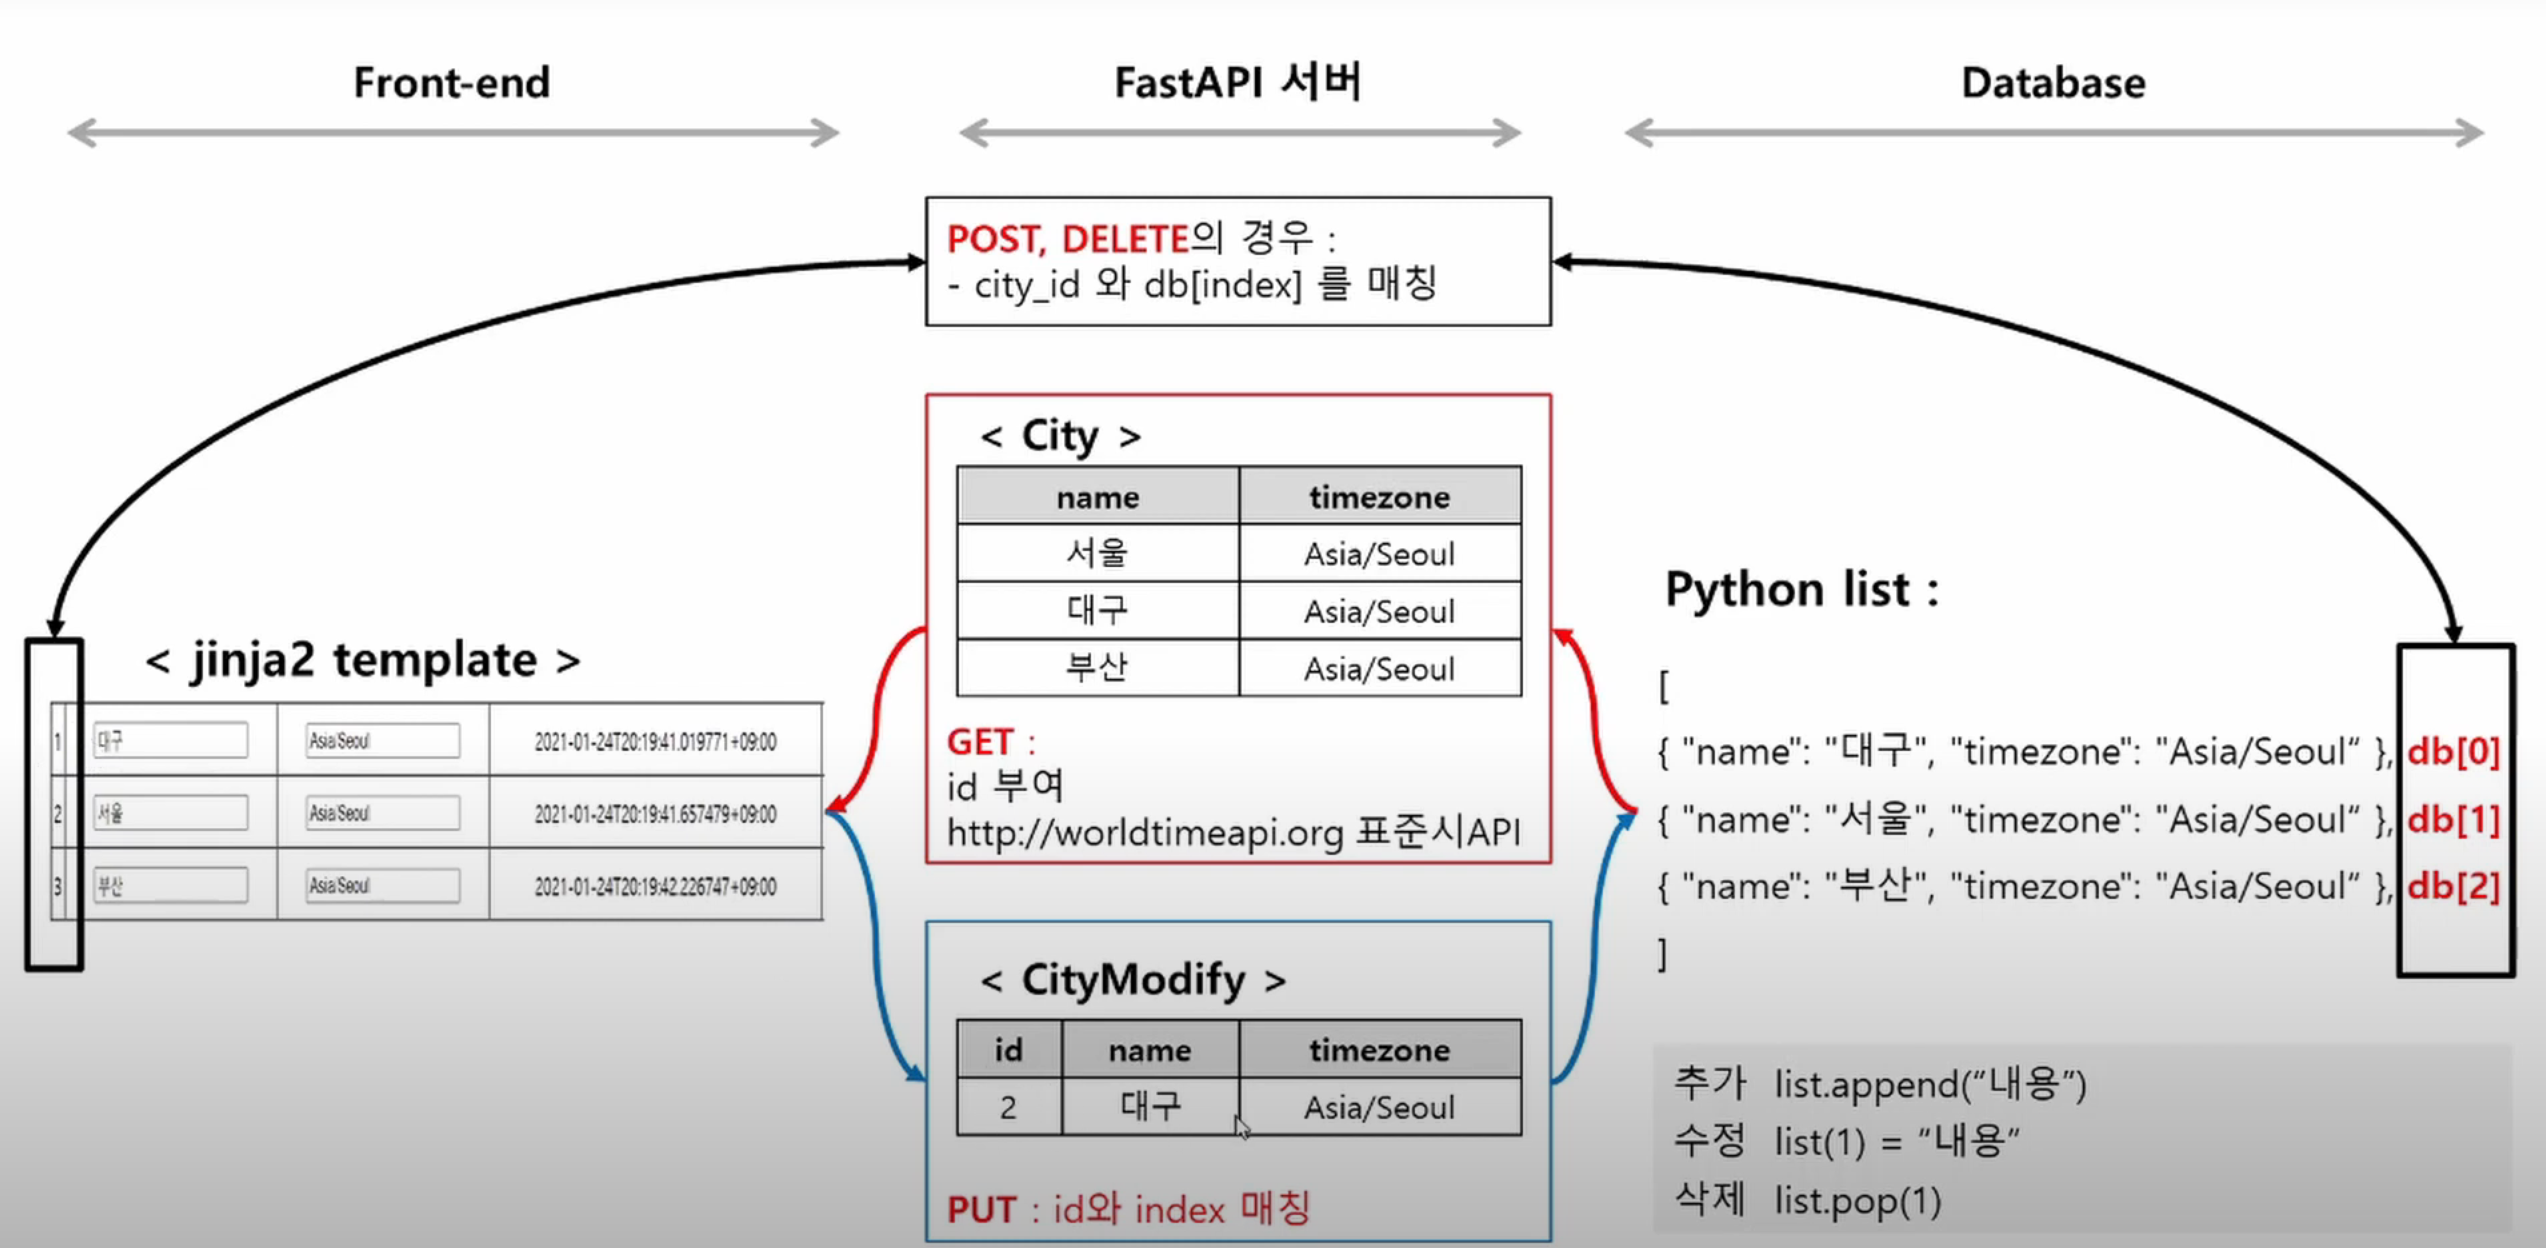 Front-end
FastAPI 서버
Database
POST, DELETE의 경우 :
- city_id 와 db[index] 를 매칭
< City >
name timezone
서울 Asia/Seoul
대구 Asia/Seoul
부산 Asia/Seoul
GET :
id 부여
http://worldtimeapi.org 표준시API
< jinja2 template >
1 대구 Asia/Seoul 2021-01-24T20:19:41.019771+09:00
2 서울 Asia/Seoul 2021-01-24T20:19:41.657479+09:00
3 부산 Asia/Seoul 2021-01-24T20:19:42.226747+09:00
< CityModify >
id name timezone
2 대구 Asia/Seoul
PUT : id와 index 매칭
Python list :
[
{ "name": "대구", "timezone": "Asia/Seoul“ }, db[0]
{ "name": "서울", "timezone": "Asia/Seoul“ }, db[1]
{ "name": "부산", "timezone": "Asia/Seoul“ }, db[2]
]
추가 list.append(“내용”)
수정 list(1) = “내용”
삭제 list.pop(1)